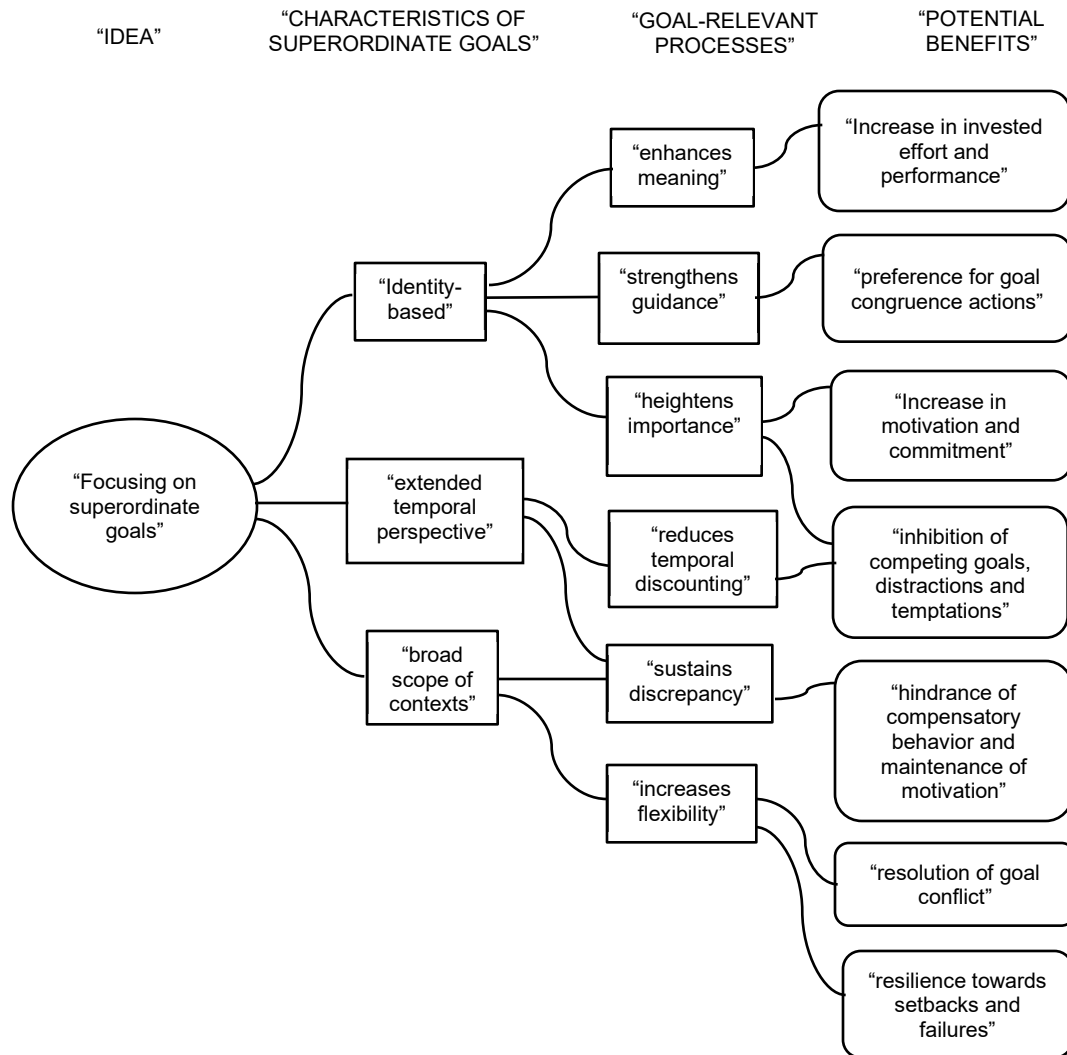 “IDEA”
“CHARACTERISTICS OF
SUPERORDINATE GOALS”
“GOAL-RELEVANT
PROCESSES”
“POTENTIAL
BENEFITS”
“Focusing on
superordinate
goals”
“Identity-
based”
“extended
temporal
perspective”
“broad
scope of
contexts”
“enhances
meaning”
“strengthens
guidance”
“heightens
importance”
“reduces
temporal
discounting”
“sustains
discrepancy”
“increases
flexibility”
“Increase in invested
effort and
performance”
“preference for goal
congruence actions”
“Increase in
motivation and
commitment”
“inhibition of
competing goals,
distractions and
temptations”
“hindrance of
compensatory
behavior and
maintenance of
motivation”
“resolution of goal
conflict”
“resilience towards
setbacks and
failures”